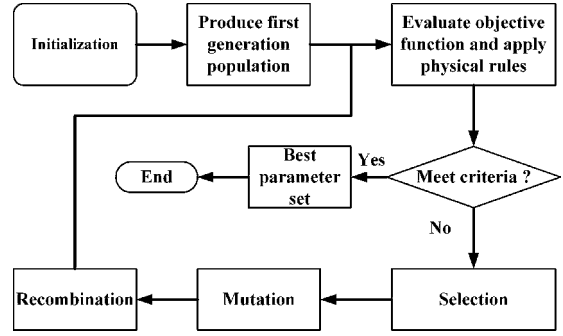 Initialization
Produce first
generation
population
Evaluate objective
function and apply
physical rules
Meet criteria ?
Yes
Best
parameter
set
End
No
Selection
Mutation
Recombination